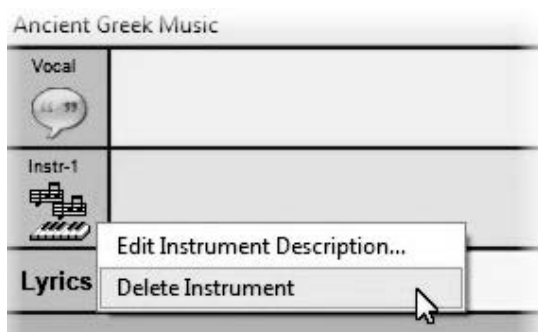 Ancient Greek Music
Vocal
Instr-1
Edit Instrument Description...
Lyrics
Delete Instrument